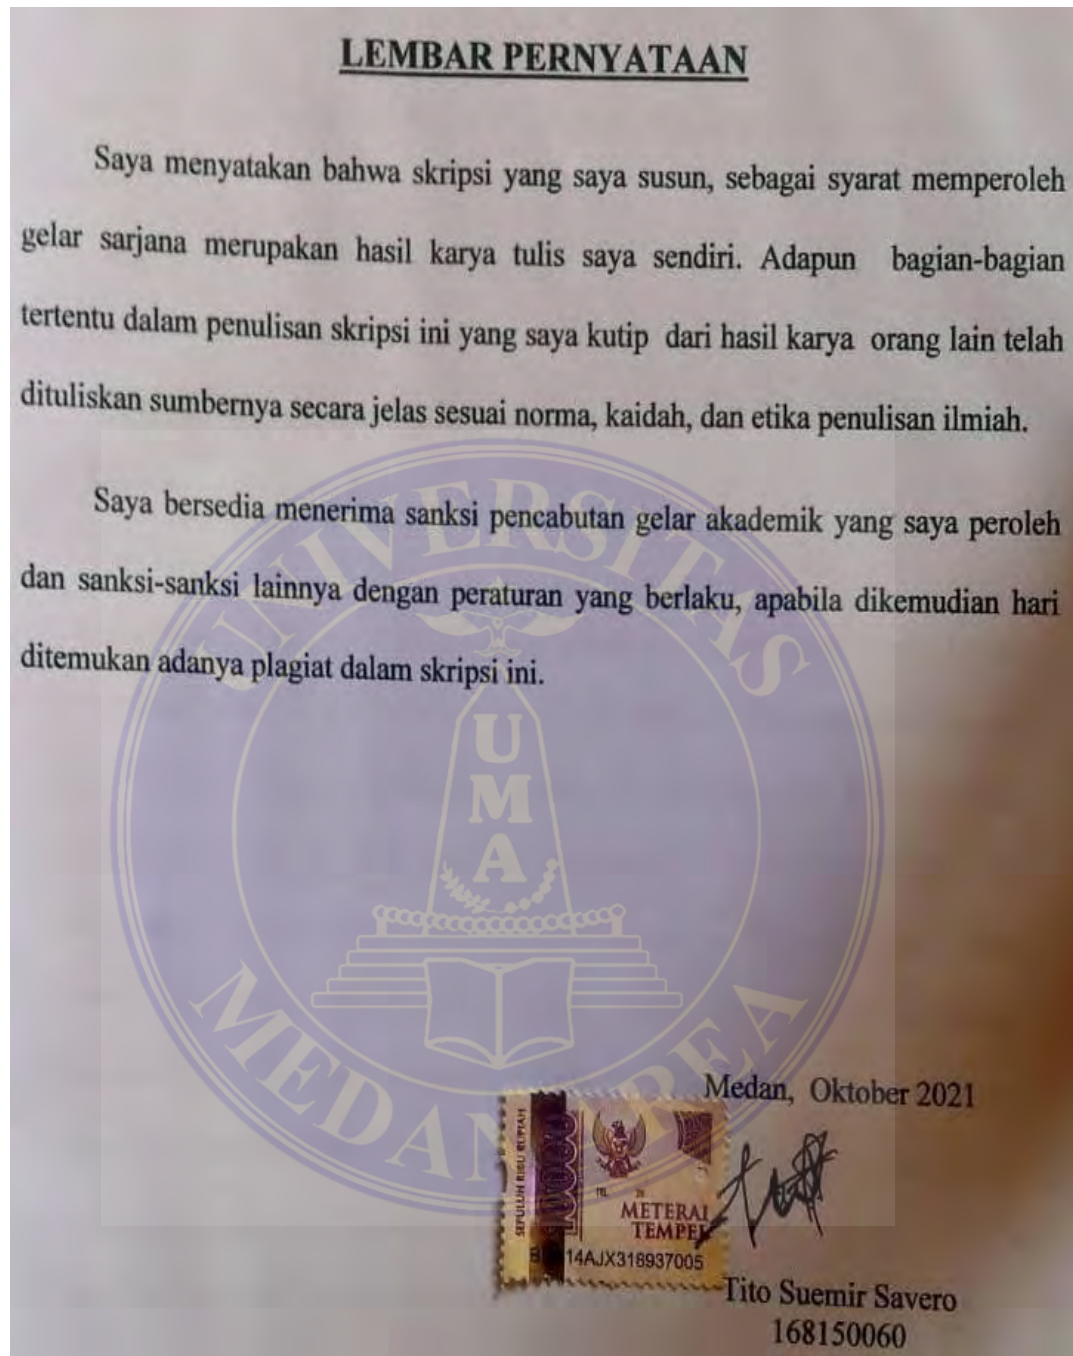 LEMBAR PERNYATAAN
Saya menyatakan bahwa skripsi yang saya susun, sebagai syarat memperoleh
gelar sarjana merupakan hasil karya tulis saya sendiri. Adapun bagian-bagian
tertentu dalam penulisan skripsi ini yang saya kutip dari hasil karya orang lain telah
dituliskan sumbernya secara jelas sesuai norma, kaidah, dan etika penulisan ilmiah.
Saya bersedia menerima sanksi pencabutan gelar akademik yang saya peroleh
dan sanksi-sanksi lainnya dengan peraturan yang berlaku, apabila dikemudian hari
ditemukan adanya plagiat dalam skripsi ini.
UNIVERSITAS
UMA
MEDAN AREA
Medan, Oktober 2021
SEPULUH RIBU RUPIAH
10000
TGL 20
METERAI
TEMPEL
14AJX318937005
Tito Suemir Savero
168150060